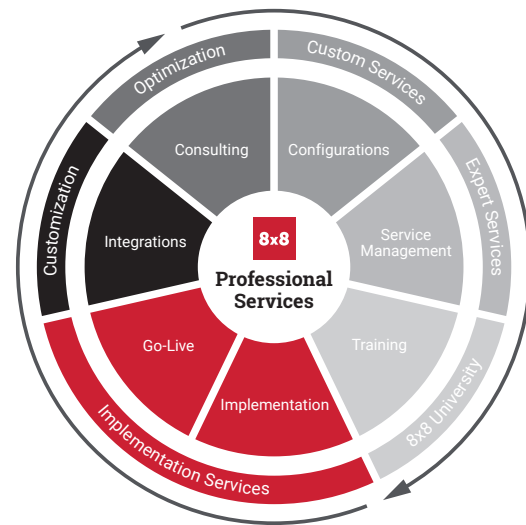 8x8
Professional
Services
Optimization
Custom Services
Expert Services
8x8 University
Implementation Services
Customization
Consulting
Configurations
Service
Management
Training
Implementation
Go-Live
Integrations